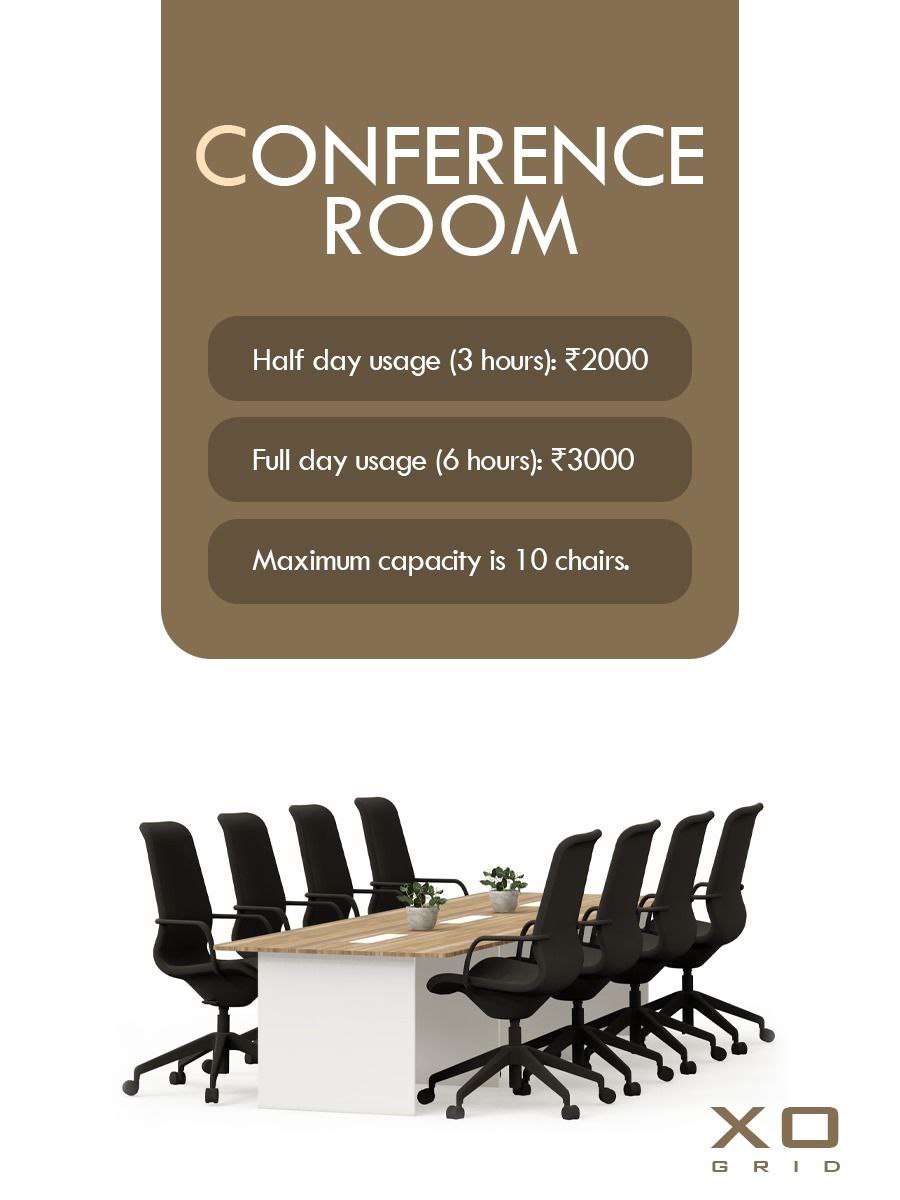 CONFERENCE
ROOM
Half day usage (3 hours): ₹2000
Full day usage (6 hours): ₹3000
Maximum capacity is 10 chairs.
XO
GRID